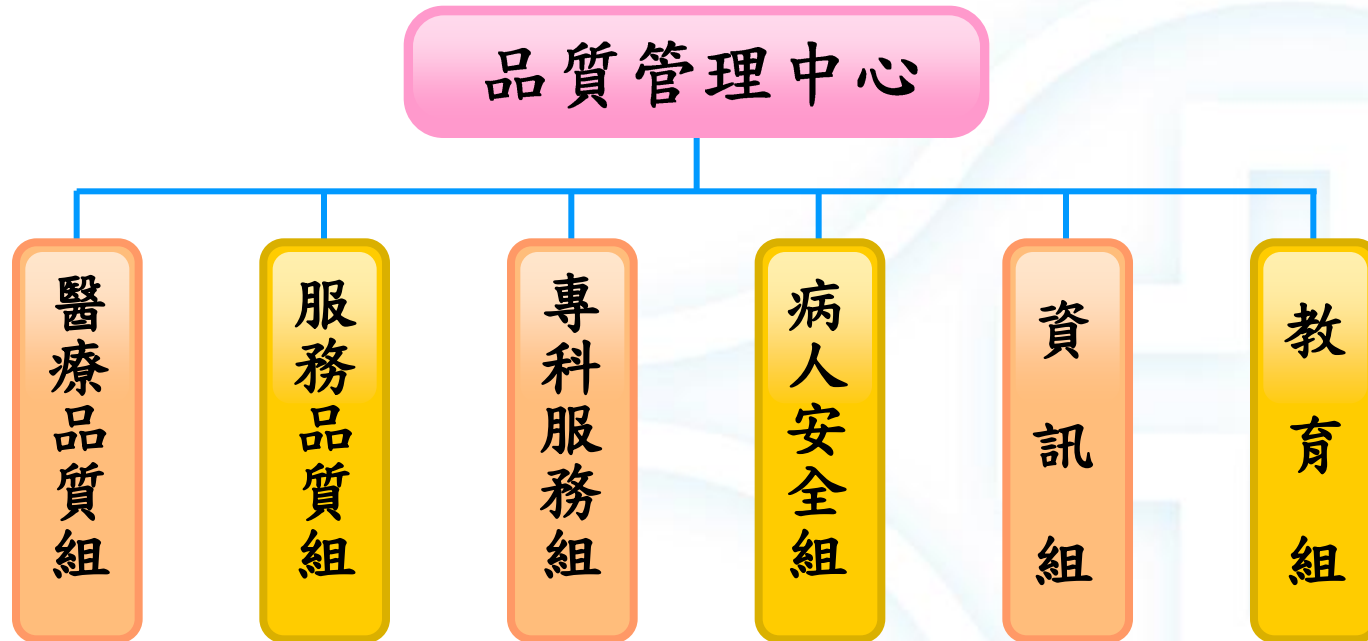 品質管理中心
醫療品質組
服務品質組
專科服務組
病人安全組
資訊組
教育組